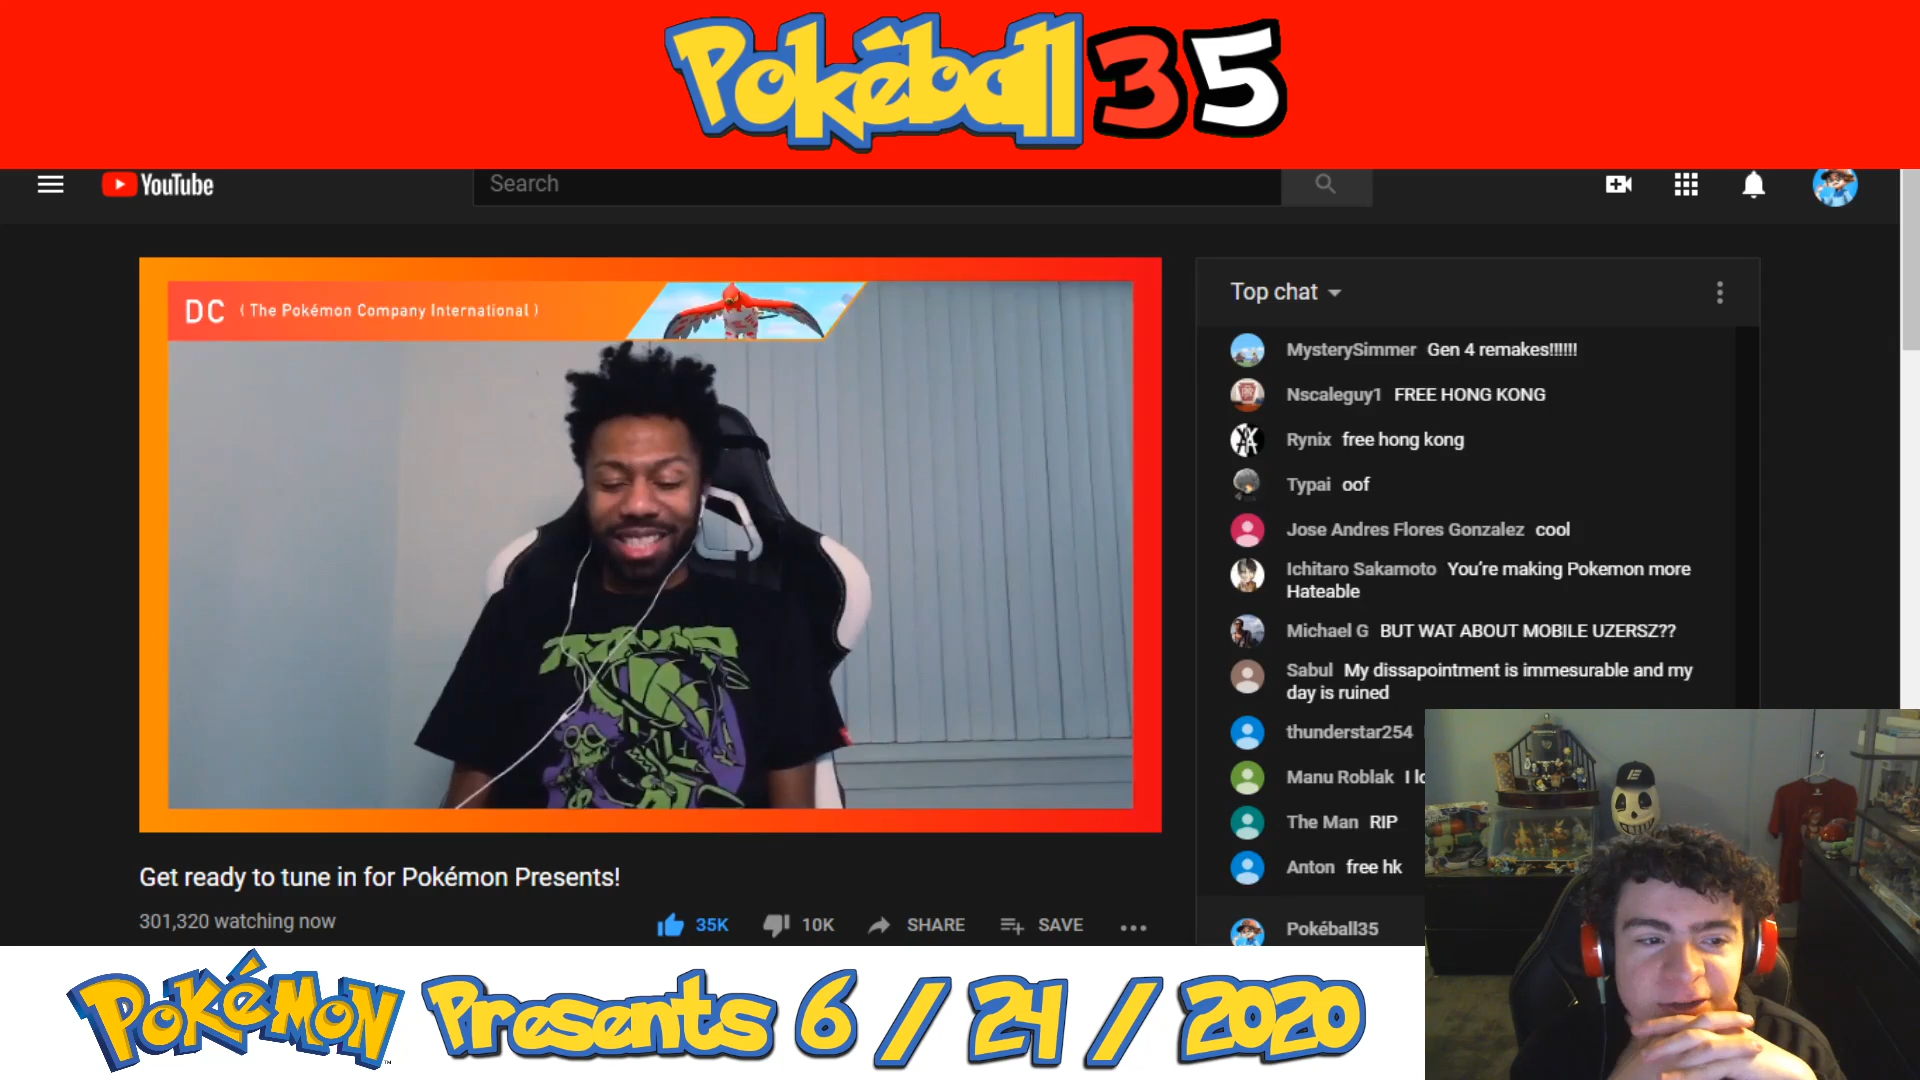 Pokéball35
YouTube
Search
DC ( The Pokémon Company International )
Top chat
MysterySimmer Gen 4 remakes!!!!!!
Nscaleguy1 FREE HONG KONG
Rynix free hong kong
Typai oof
Jose Andres Flores Gonzalez cool
Ichitaro Sakamoto You're making Pokemon more
Hateable
Michael G BUT WAT ABOUT MOBILE UZERSZ??
Sabul My dissapointment is immesurable and my
day is ruined
thunderstar254
Manu Roblak I lo
The Man RIP
Anton free hk
Pokéball35
Get ready to tune in for Pokémon Presents!
301,320 watching now
35K 10K SHARE SAVE
POKéMON Presents 6 / 24 / 2020